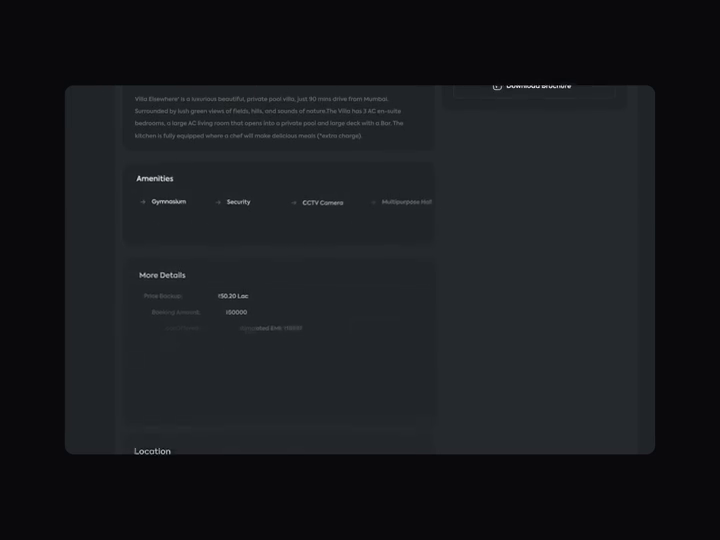 Download Brochure
Villa Elsewhere' is a luxurious beautiful, private pool villa, just 90 mins drive from Mumbai.
Surrounded by lush green views of fields, hills, and sounds of nature.The Villa has 3 AC en-suite
bedrooms, a large AC living room that opens into a private pool and large deck with a Bar. The
kitchen is fully equipped where a chef will make delicious meals (*extra charge).
Amenities
→ Gymnasium → Security → CCTV Camera → Multipurpose Hall
More Details
Price Backup: ₹50.20 Lac
Booking Amount: ₹50000
Estimated EMI:
Location